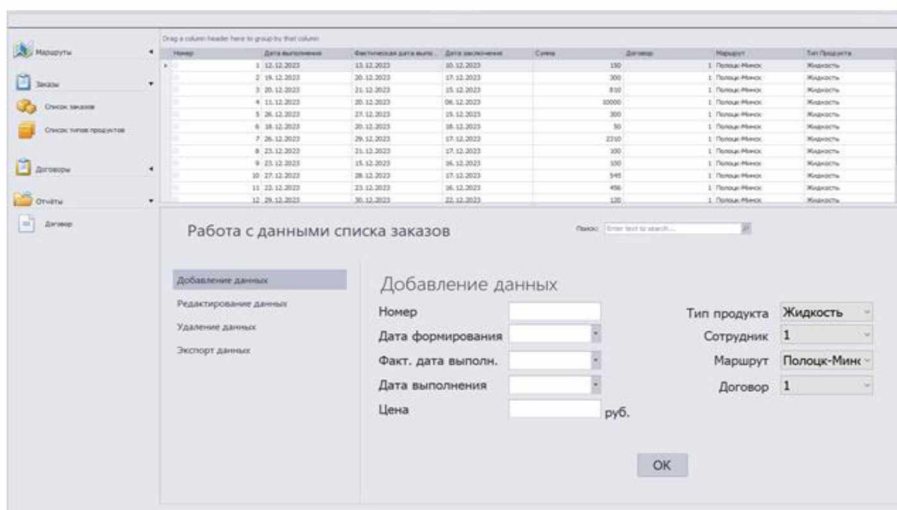 Drag a column header here to group by that column
Номер Дата выполнения Фактическая дата выпо... Дата заключения Сумма Договор Маршрут Тип Продукта
1 12.12.2023 13.12.2023 10.12.2023 150 1 Полоцк-Минск Жидкость
2 19.12.2023 20.12.2023 17.12.2023 300 1 Полоцк-Минск Жидкость
3 20.12.2023 21.12.2023 15.12.2023 810 1 Полоцк-Минск Жидкость
4 11.12.2023 20.12.2023 06.12.2023 10000 1 Полоцк-Минск Жидкость
5 26.12.2023 27.12.2023 15.12.2023 300 1 Полоцк-Минск Жидкость
6 18.12.2023 20.12.2023 18.12.2023 50 1 Полоцк-Минск Жидкость
7 26.12.2023 29.12.2023 17.12.2023 2310 1 Полоцк-Минск Жидкость
8 23.12.2023 21.12.2023 17.12.2023 100 1 Полоцк-Минск Жидкость
9 23.12.2023 15.12.2023 16.12.2023 100 1 Полоцк-Минск Жидкость
10 27.12.2023 28.12.2023 17.12.2023 545 1 Полоцк-Минск Жидкость
11 22.12.2023 23.12.2023 16.12.2023 456 1 Полоцк-Минск Жидкость
12 29.12.2023 30.12.2023 22.12.2023 120 1 Полоцк-Минск Жидкость
Маршруты
Заказы
Список заказов
Список типов продуктов
Договоры
Отчёты
Договор
Работа с данными списка заказов
Поиск: Enter text to search...
Добавление данных
Редактирование данных
Удаление данных
Экспорт данных
Добавление данных
Номер
Дата формирования
Факт. дата выполн.
Дата выполнения
Цена руб.
Тип продукта Жидкость
Сотрудник 1
Маршрут Полоцк-Минс
Договор 1
OK